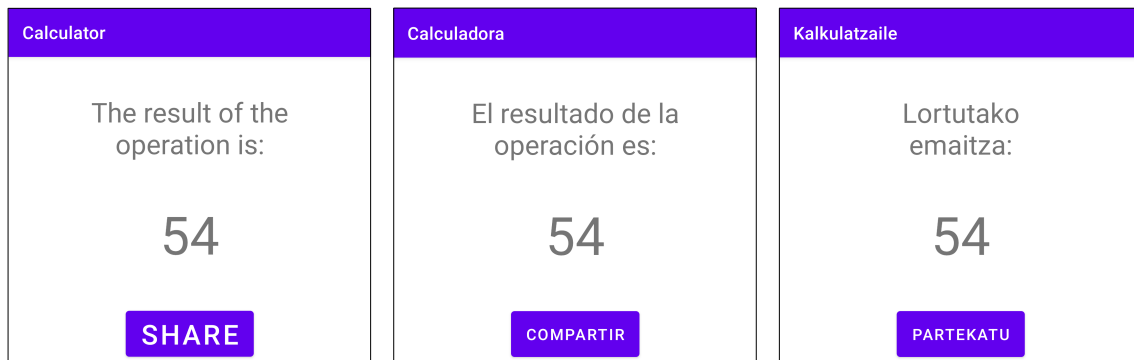 Calculator
The result of the
operation is:
54
SHARE
Calculadora
El resultado de la
operación es:
54
COMPARTIR
Kalkulatzaile
Lortutako
emaitza:
54
PARTEKATU